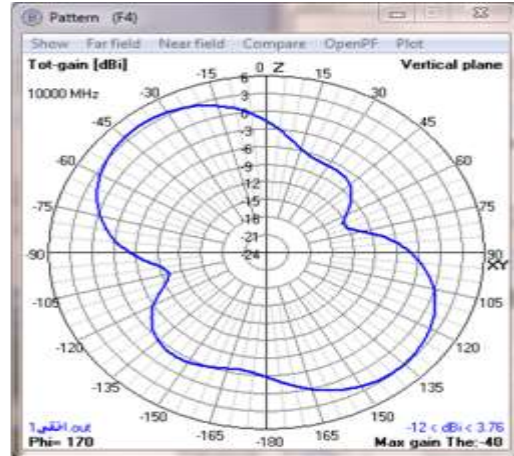 Pattern (F4)
Show Far field Near field Compare OpenPF Plot
Tot-gain [dBi] Vertical plane
10000 MHz
0 Z
-15 15
-30 30
-45 45
-60 60
-75 75
-90 90
XY
-105 105
-120 120
-135 135
-150 150
-165 165
-180
6
3
0
-3
-6
-9
-12
-15
-18
-21
-24
.out -12 < dBi < 3.76
Phi= 170 Max gain The:-40